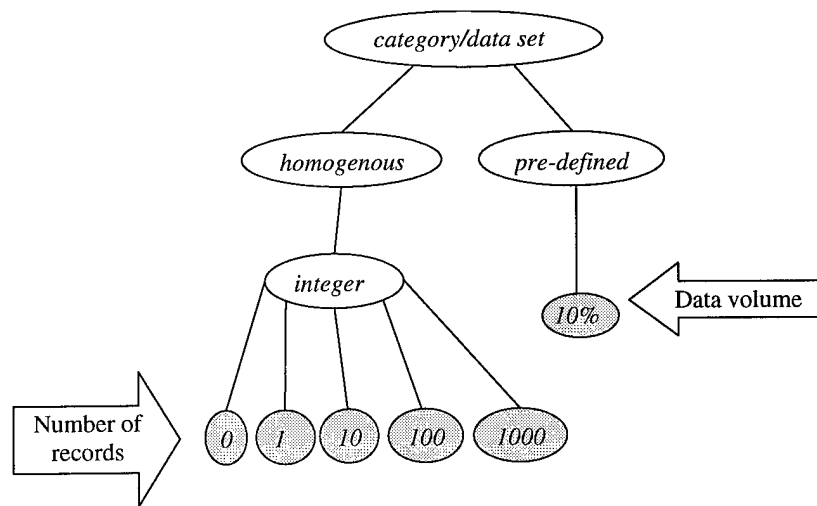 category/data set
homogenous
pre-defined
integer
10%
Data volume
Number of
records
0
1
10
100
1000